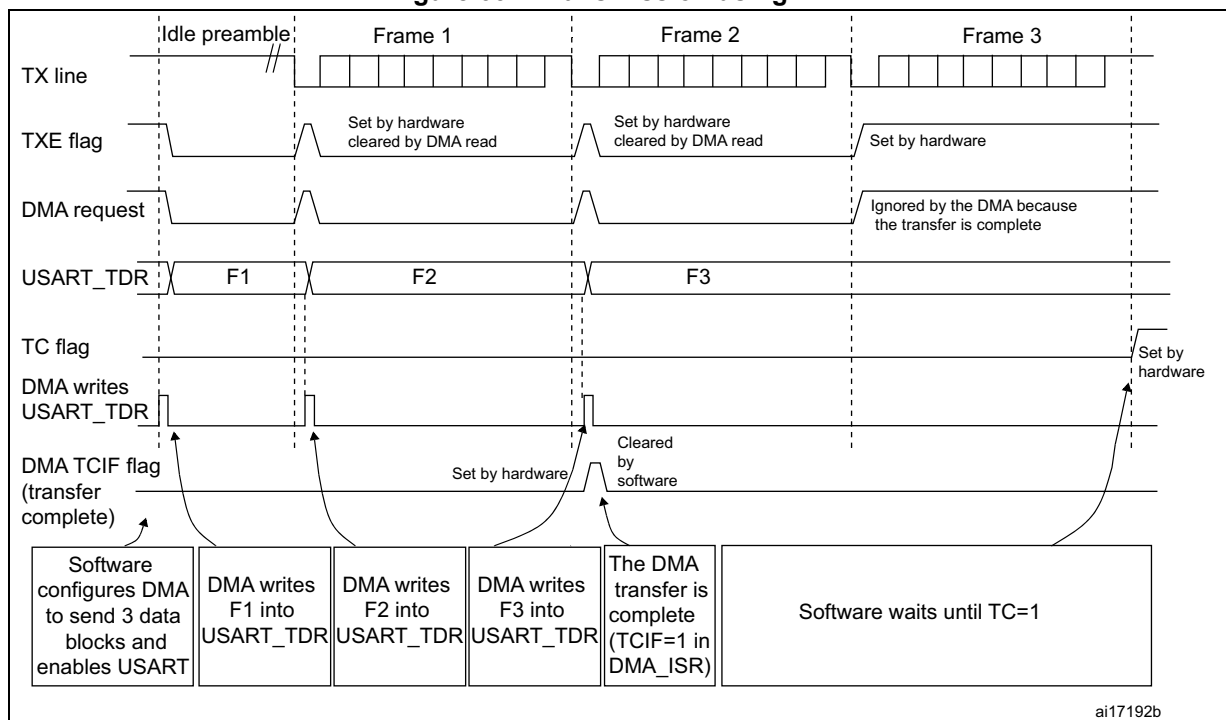 Idle preamble
Frame 1
Frame 2
Frame 3
TX line
TXE flag
Set by hardware
cleared by DMA read
Set by hardware
cleared by DMA read
Set by hardware
DMA request
Ignored by the DMA because
the transfer is complete
USART_TDR
F1
F2
F3
TC flag
Set by
hardware
DMA writes
USART_TDR
DMA TCIF flag
(transfer
complete)
Set by hardware
Cleared
by
software
Software
configures DMA
to send 3 data
blocks and
enables USART
DMA writes
F1 into
USART_TDR
DMA writes
F2 into
USART_TDR
DMA writes
F3 into
USART_TDR
The DMA
transfer is
complete
(TCIF=1 in
DMA_ISR)
Software waits until TC=1
ai17192b